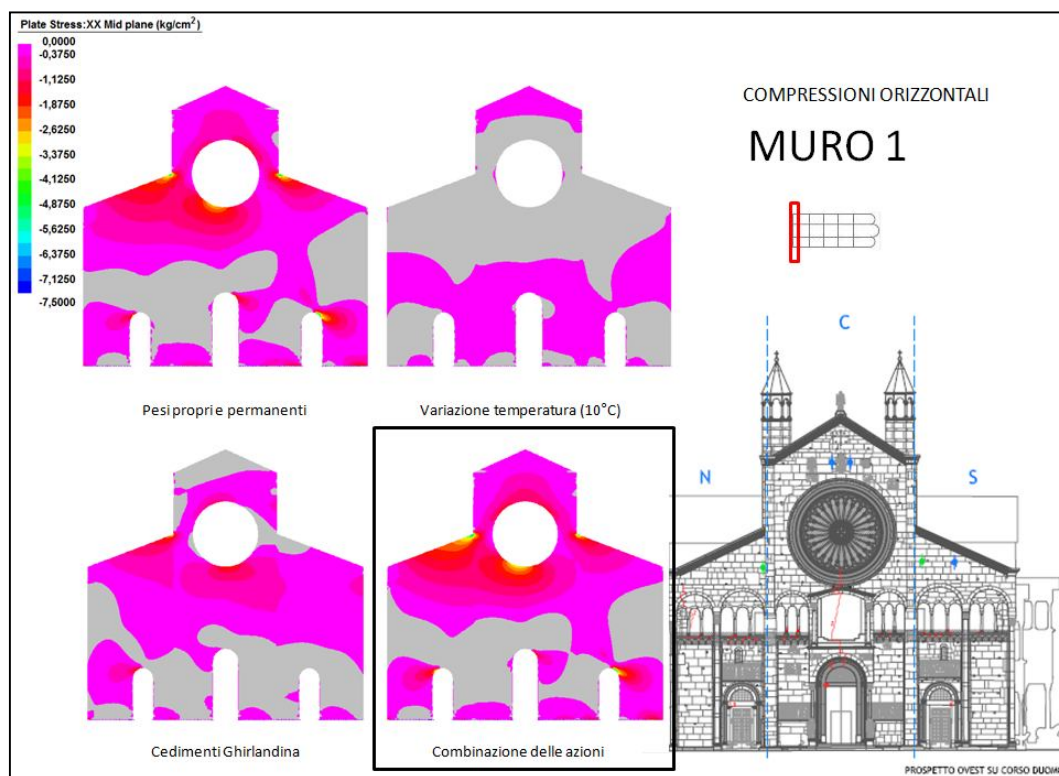 Plate Stress:XX Mid plane (kg/cm²)
0,0000
-0,3750
-1,1250
-1,8750
-2,6250
-3,3750
-4,1250
-4,8750
-5,6250
-6,3750
-7,1250
-7,5000
COMPRESSIONI ORIZZONTALI
MURO 1
Pesi propri e permanenti
Variazione temperatura (10°C)
C
N
S
Cedimenti Ghirlandina
Combinazione delle azioni
PROSPETTO OVEST SU CORSO DUOMO